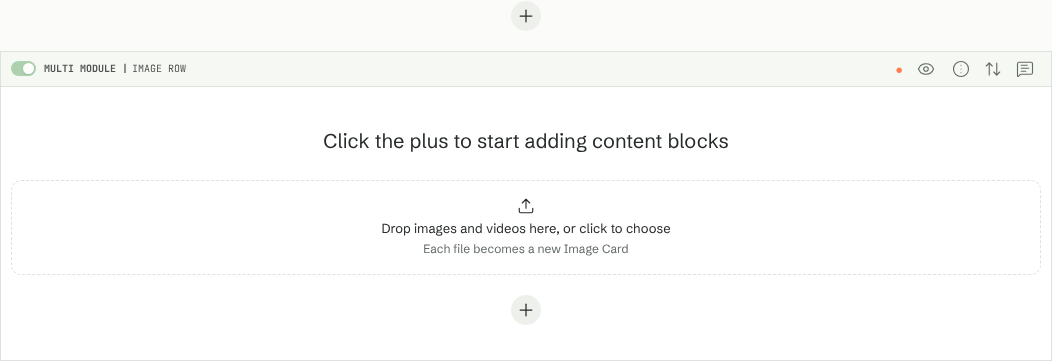 MULTI MODULE | IMAGE ROW
Click the plus to start adding content blocks
Drop images and videos here, or click to choose
Each file becomes a new Image Card